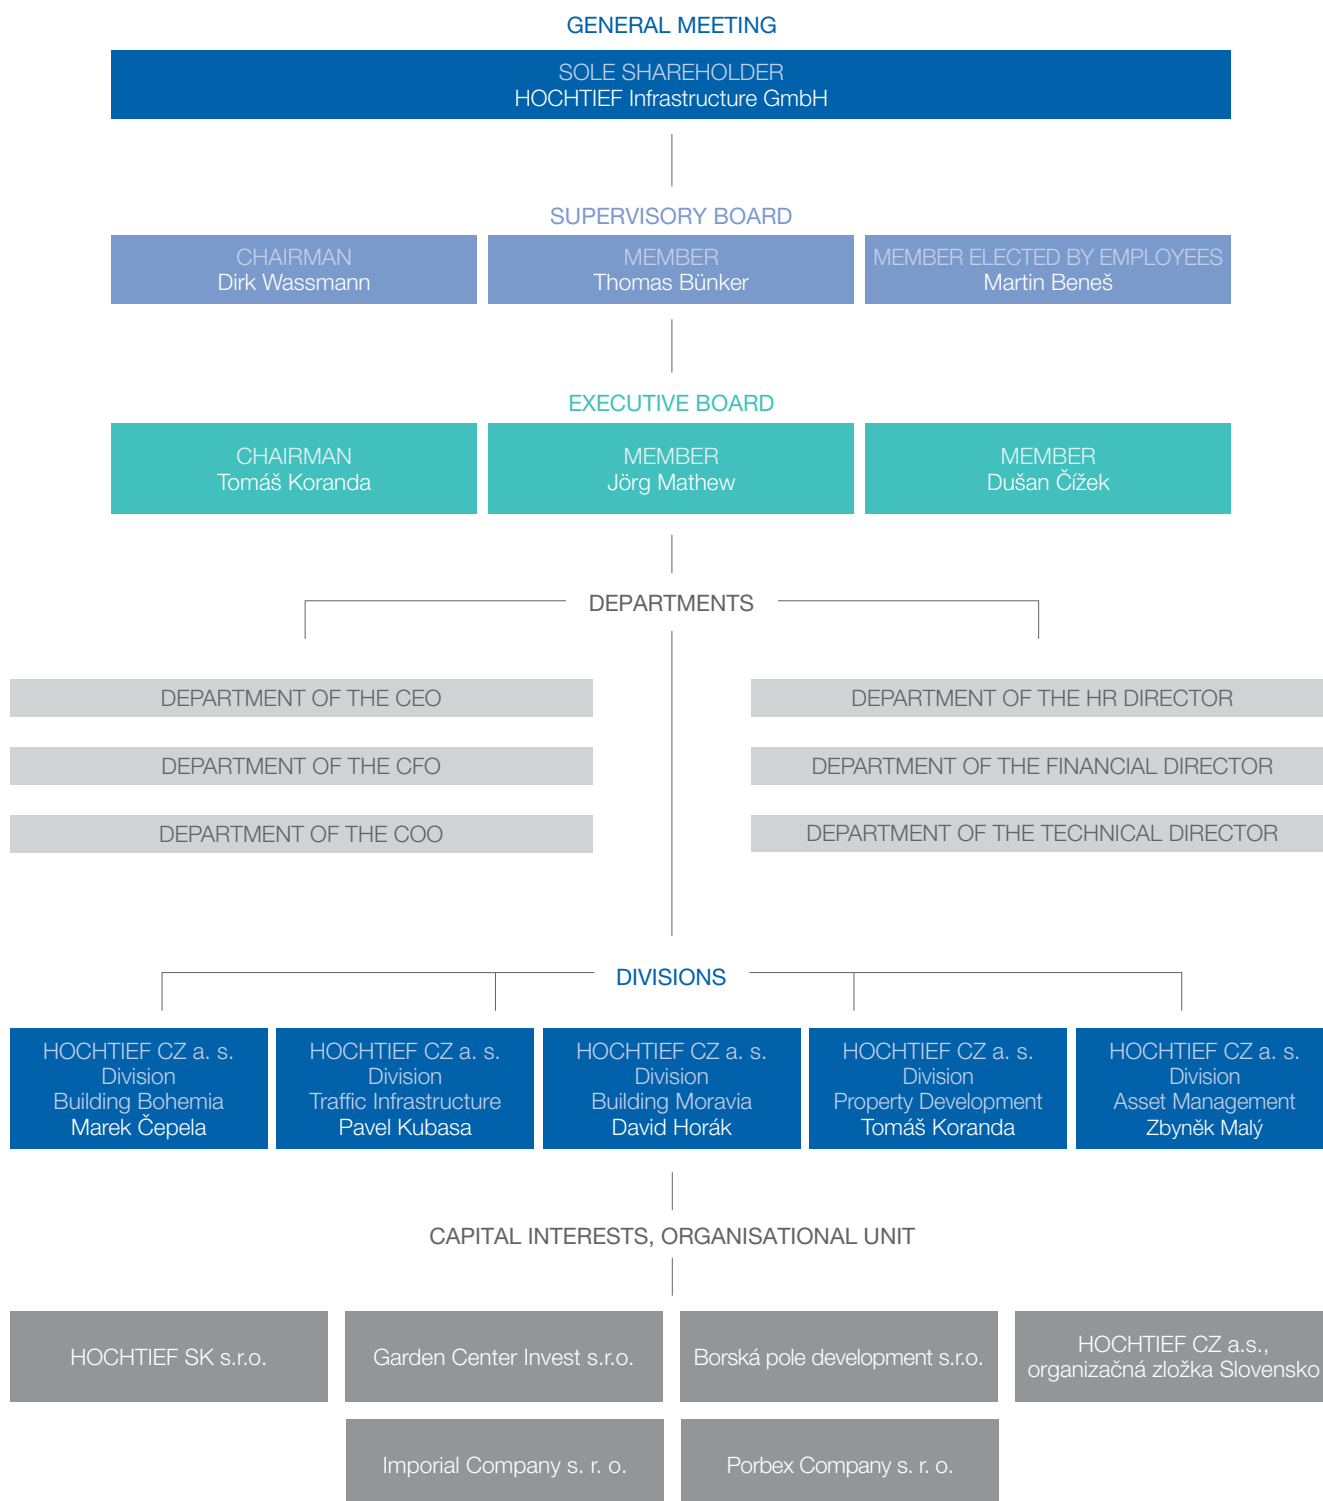 GENERAL MEETING
SOLE SHAREHOLDER
HOCHTIEF Infrastructure GmbH
SUPERVISORY BOARD
CHAIRMAN
Dirk Wassmann
MEMBER
Thomas Bünker
MEMBER ELECTED BY EMPLOYEES
Martin Beneš
EXECUTIVE BOARD
CHAIRMAN
Tomáš Koranda
MEMBER
Jörg Mathew
MEMBER
Dušan Čížek
DEPARTMENTS
DEPARTMENT OF THE CEO
DEPARTMENT OF THE CFO
DEPARTMENT OF THE COO
DEPARTMENT OF THE HR DIRECTOR
DEPARTMENT OF THE FINANCIAL DIRECTOR
DEPARTMENT OF THE TECHNICAL DIRECTOR
DIVISIONS
HOCHTIEF CZ a. s.
Division
Building Bohemia
Marek Čepela
HOCHTIEF CZ a. s.
Division
Traffic Infrastructure
Pavel Kubasa
HOCHTIEF CZ a. s.
Division
Building Moravia
David Horák
HOCHTIEF CZ a. s.
Division
Property Development
Tomáš Koranda
HOCHTIEF CZ a. s.
Division
Asset Management
Zbyněk Malý
CAPITAL INTERESTS, ORGANISATIONAL UNIT
HOCHTIEF SK s.r.o.
Garden Center Invest s.r.o.
Borská pole development s.r.o.
HOCHTIEF CZ a.s.,
organizačná zložka Slovensko
Imporial Company s. r. o.
Porbex Company s. r. o.